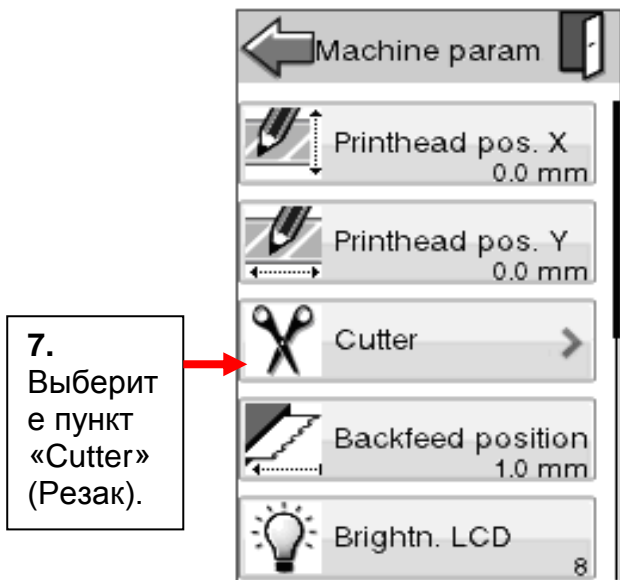 Machine param
Printhead pos. X
0.0 mm
Printhead pos. Y
0.0 mm
Cutter
Backfeed position
1.0 mm
Brightn. LCD
8
7.
Выберит
е пункт
«Cutter»
(Резак).